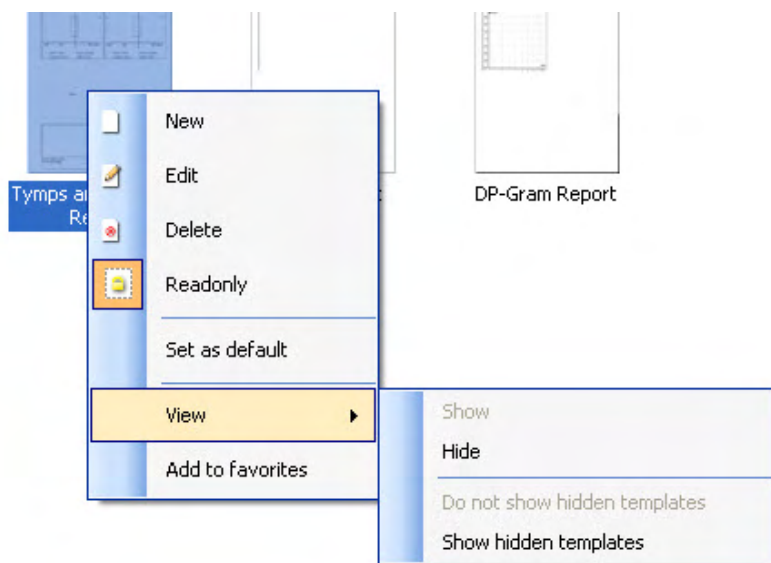 Tymps a
Re
DP-Gram Report
New
Edit
Delete
Readonly
Set as default
View
Add to favorites
Show
Hide
Do not show hidden templates
Show hidden templates